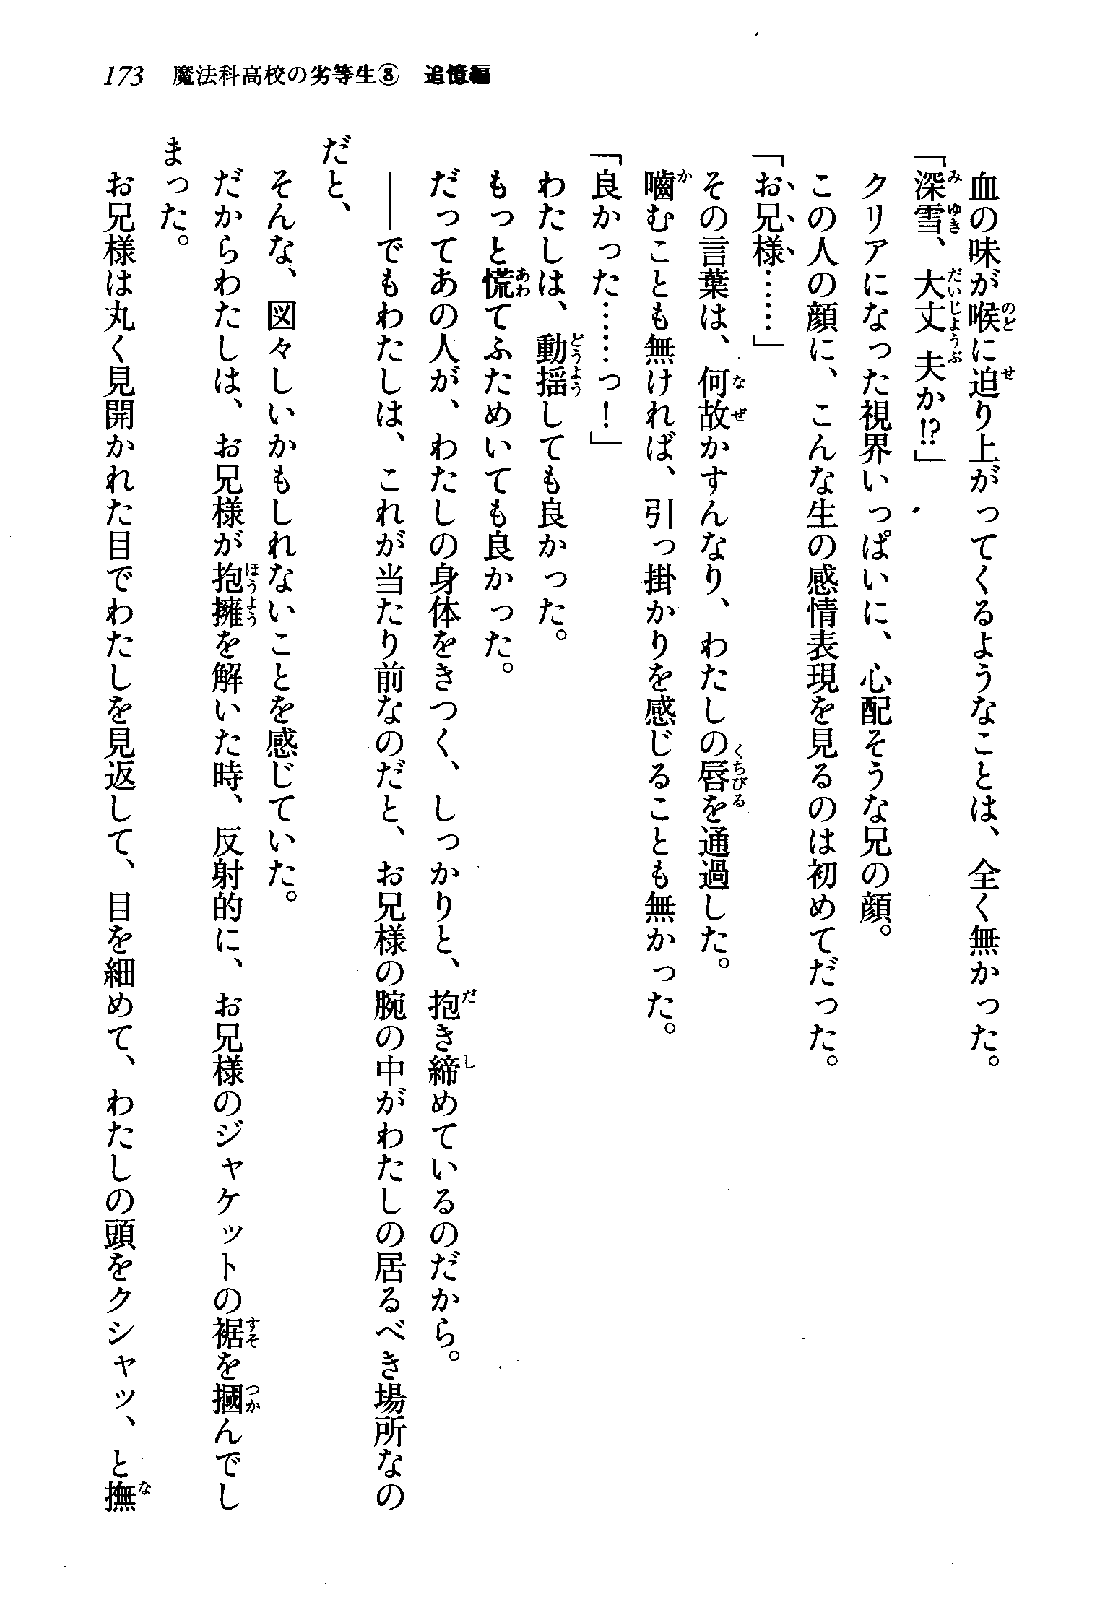 173　魔法科高校の劣等生⑧　追憶編
血の味が喉に迫り上がってくるようなことは、全く無かった。
「深雪、大丈夫か!?」
クリアになった視界いっぱいに、心配そうな兄の顔。
この人の顔に、こんな生の感情表現を見るのは初めてだった。
「お兄様……」
その言葉は、何故かすんなり、わたしの唇を通過した。
嚙むことも無ければ、引っ掛かりを感じることも無かった。
「良かった……っ！」
わたしは、動揺しても良かった。
もっと慌てふためいても良かった。
だってあの人が、わたしの身体をきつく、しっかりと、抱き締めているのだから。
――でもわたしは、これが当たり前なのだと、お兄様の腕の中がわたしの居るべき場所なの
だと、
そんな、図々しいかもしれないことを感じていた。
だからわたしは、お兄様が抱擁を解いた時、反射的に、お兄様のジャケットの裾を摑んでし
まった。
お兄様は丸く見開かれた目でわたしを見返して、目を細めて、わたしの頭をクシャッ、と撫